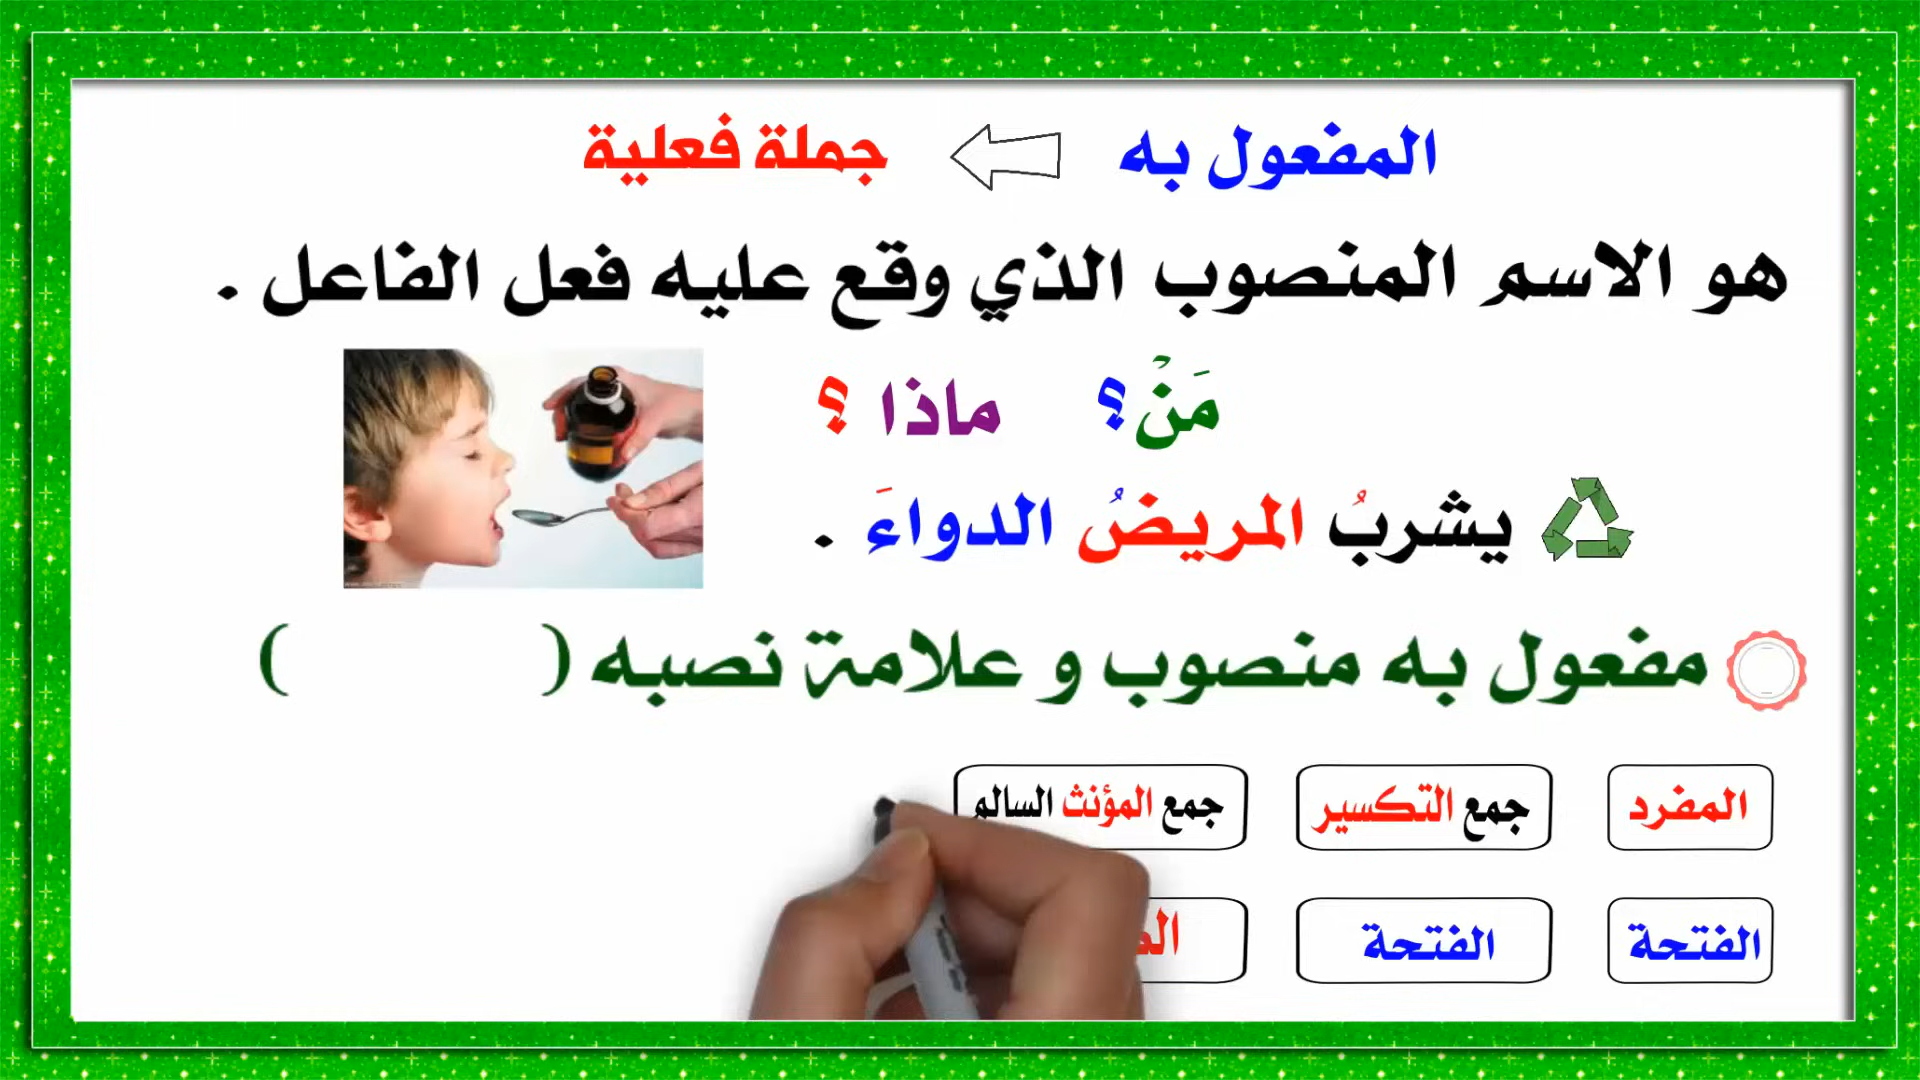 المفعول به جملة فعلية
هو الاسم المنصوب الذي وقع عليه فعل الفاعل .
مَنْ؟ ماذا ؟
يشربُ المريضُ الدواءَ .
مفعول به منصوب و علامة نصبه ( )
المفرد جمع التكسير جمع المؤنث السالم
الفتحة الفتحة